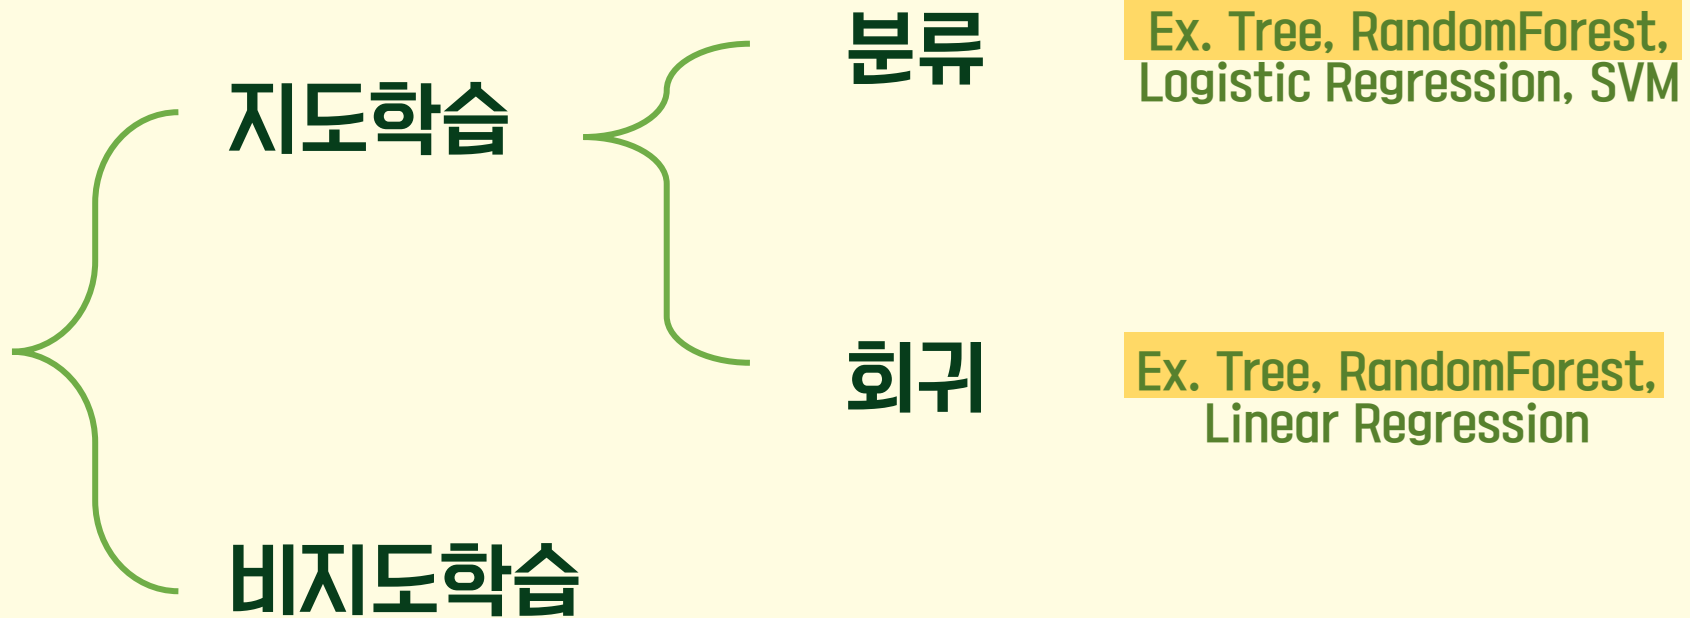 지도학습
분류
Ex. Tree, RandomForest,
Logistic Regression, SVM
회귀
Ex. Tree, RandomForest,
Linear Regression
비지도학습